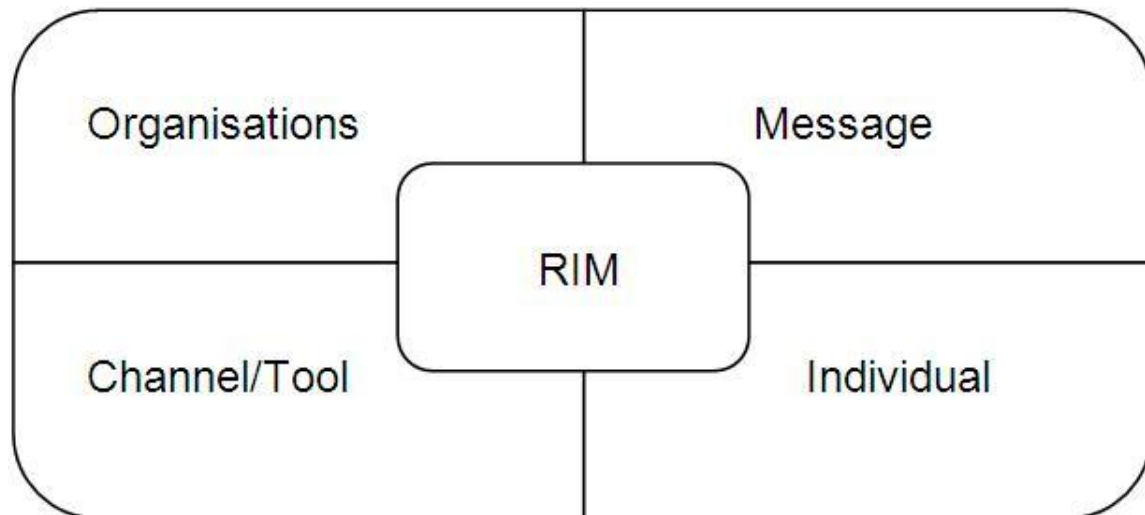 Organisations
Message
RIM
Channel/Tool
Individual